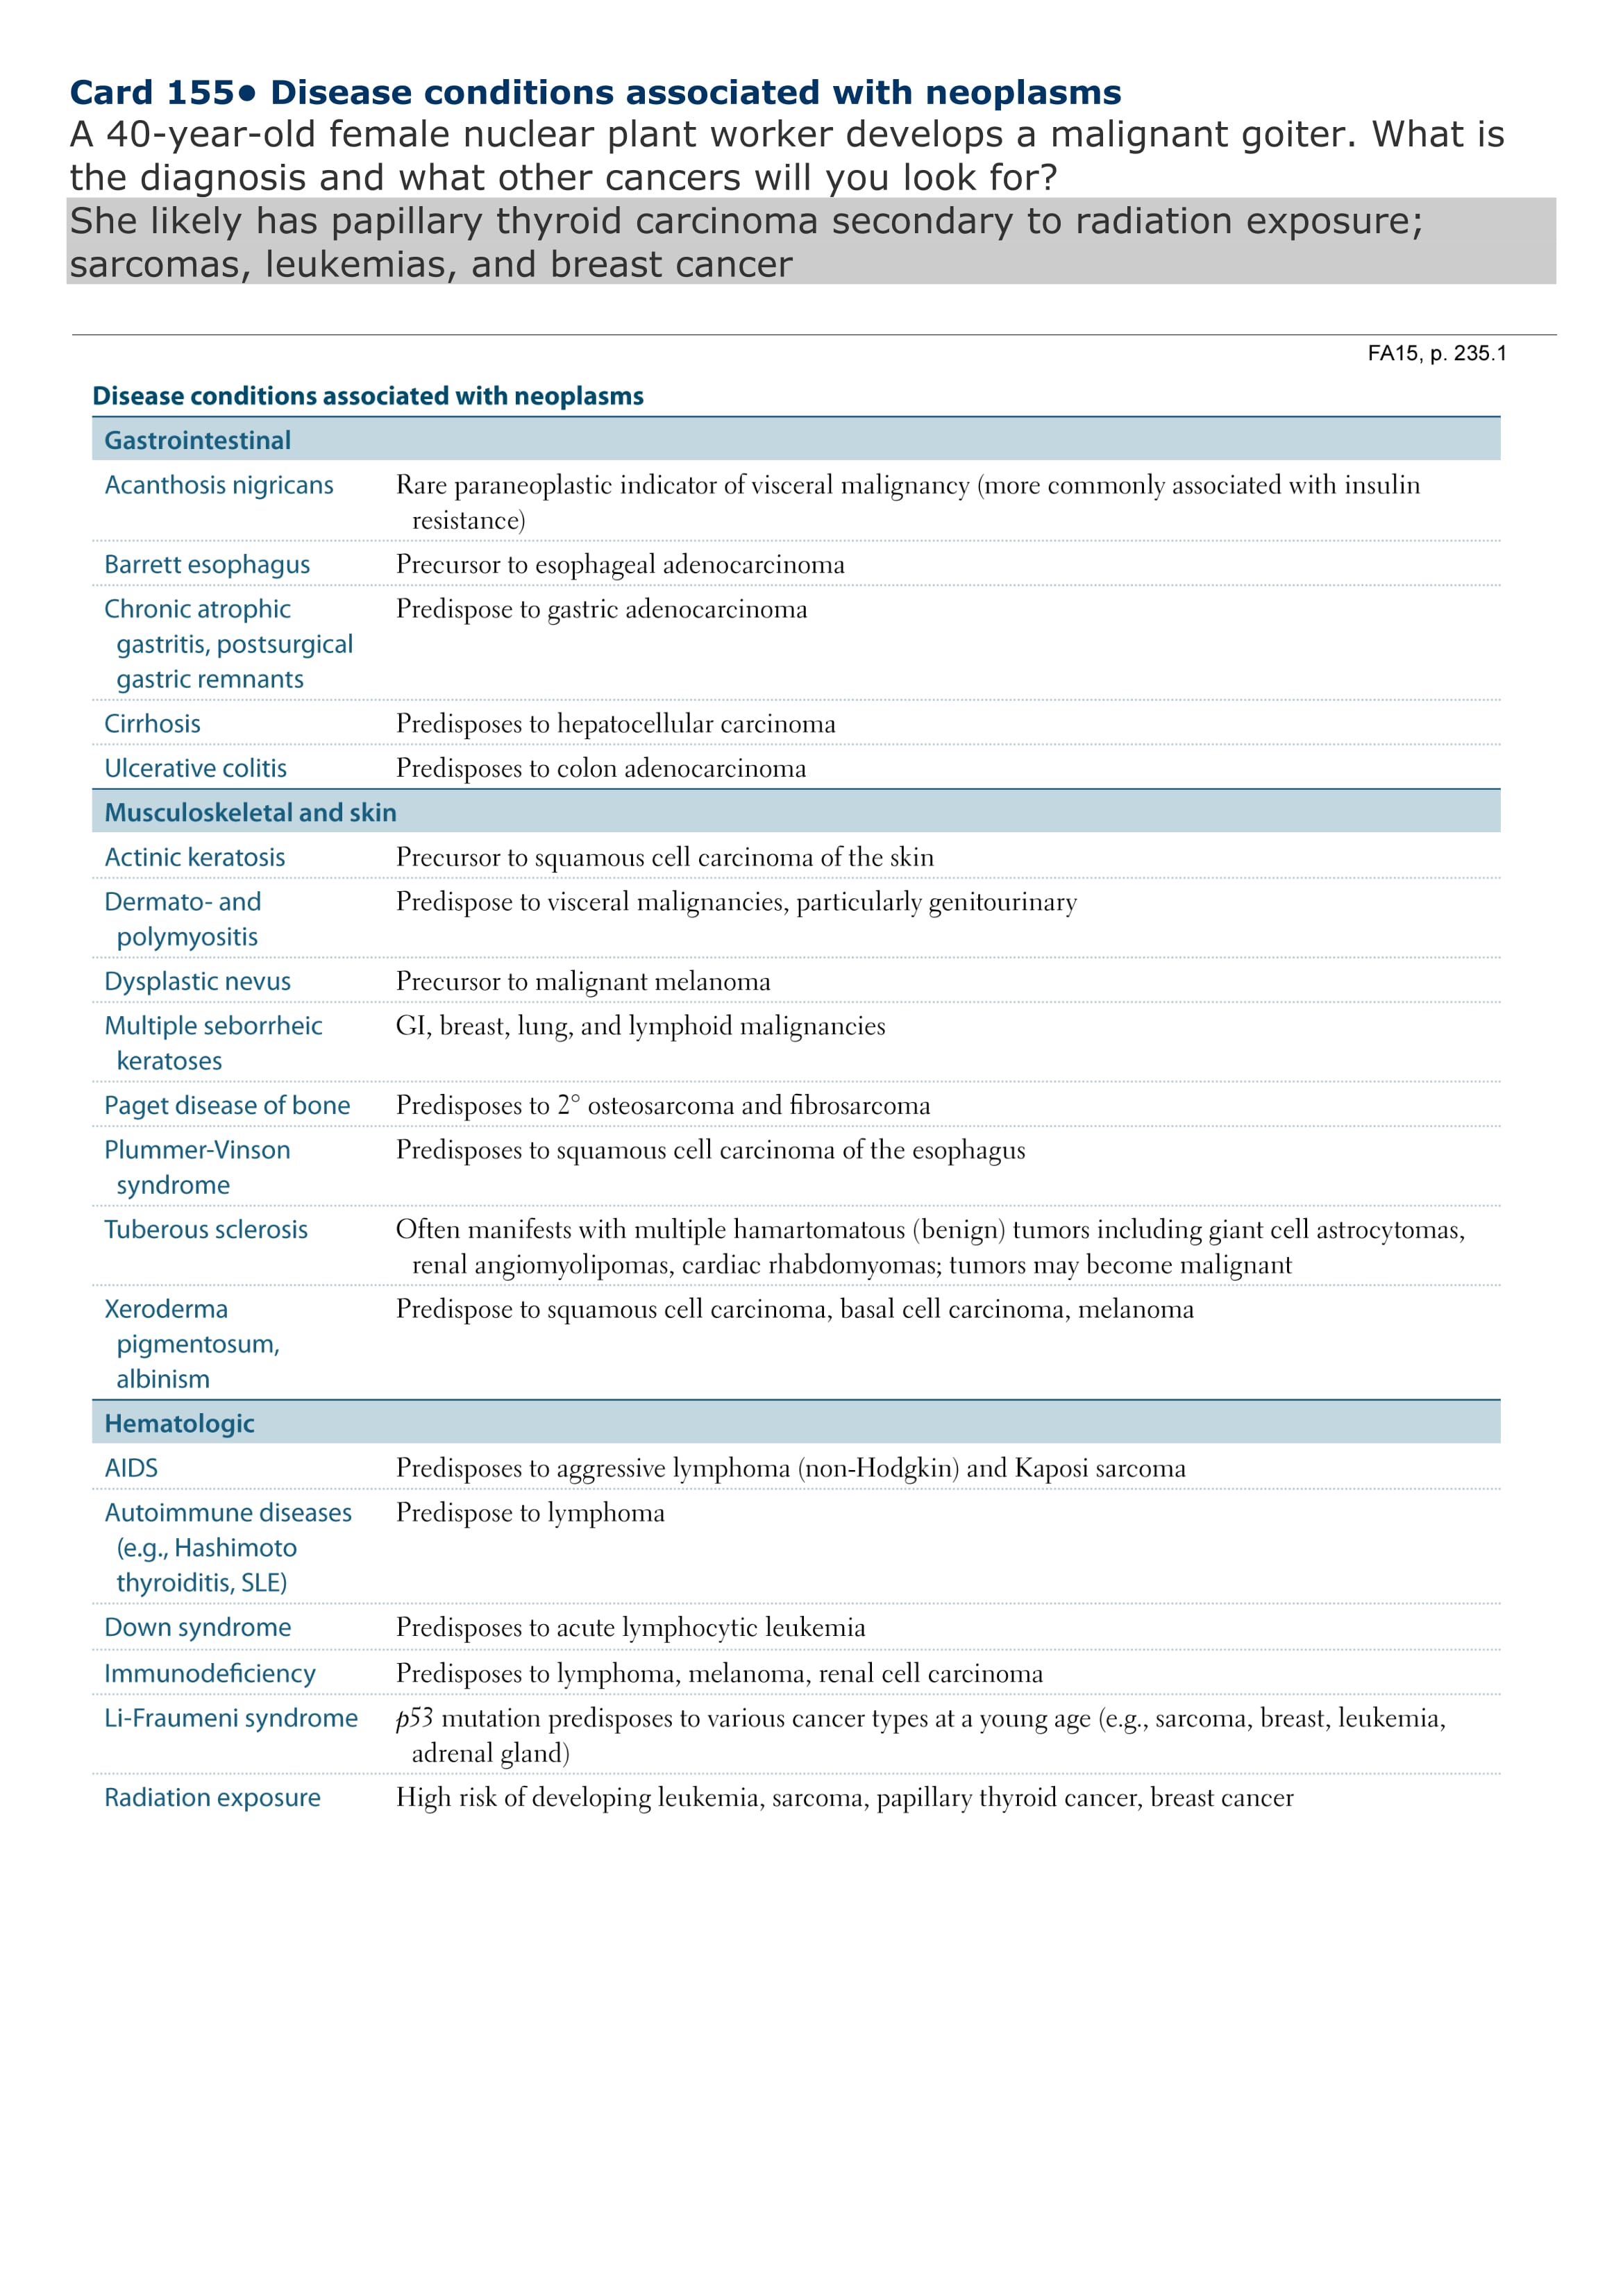 Card 155● Disease conditions associated with neoplasms
A 40-year-old female nuclear plant worker develops a malignant goiter. What is
the diagnosis and what other cancers will you look for?
She likely has papillary thyroid carcinoma secondary to radiation exposure;
sarcomas, leukemias, and breast cancer
FA15, p. 235.1
Disease conditions associated with neoplasms
Gastrointestinal
Acanthosis nigricans Rare paraneoplastic indicator of visceral malignancy (more commonly associated with insulin
resistance)
Barrett esophagus Precursor to esophageal adenocarcinoma
Chronic atrophic Predispose to gastric adenocarcinoma
gastritis, postsurgical
gastric remnants
Cirrhosis Predisposes to hepatocellular carcinoma
Ulcerative colitis Predisposes to colon adenocarcinoma
Musculoskeletal and skin
Actinic keratosis Precursor to squamous cell carcinoma of the skin
Dermato- and Predispose to visceral malignancies, particularly genitourinary
polymyositis
Dysplastic nevus Precursor to malignant melanoma
Multiple seborrheic GI, breast, lung, and lymphoid malignancies
keratoses
Paget disease of bone Predisposes to 2° osteosarcoma and fibrosarcoma
Plummer-Vinson Predisposes to squamous cell carcinoma of the esophagus
syndrome
Tuberous sclerosis Often manifests with multiple hamartomatous (benign) tumors including giant cell astrocytomas,
renal angiomyolipomas, cardiac rhabdomyomas; tumors may become malignant
Xeroderma Predispose to squamous cell carcinoma, basal cell carcinoma, melanoma
pigmentosum,
albinism
Hematologic
AIDS Predisposes to aggressive lymphoma (non-Hodgkin) and Kaposi sarcoma
Autoimmune diseases Predispose to lymphoma
(e.g., Hashimoto
thyroiditis, SLE)
Down syndrome Predisposes to acute lymphocytic leukemia
Immunodeficiency Predisposes to lymphoma, melanoma, renal cell carcinoma
Li-Fraumeni syndrome p53 mutation predisposes to various cancer types at a young age (e.g., sarcoma, breast, leukemia,
adrenal gland)
Radiation exposure High risk of developing leukemia, sarcoma, papillary thyroid cancer, breast cancer